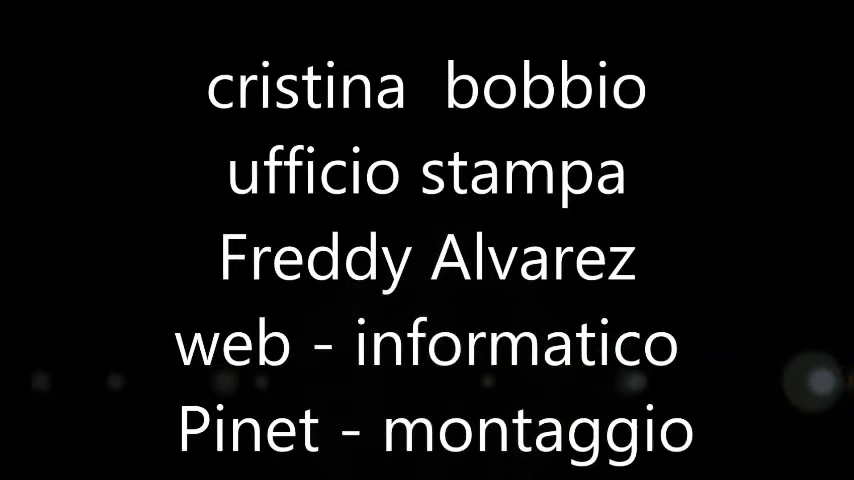 cristina  bobbio
ufficio stampa
Freddy Alvarez
web - informatico
Pinet - montaggio